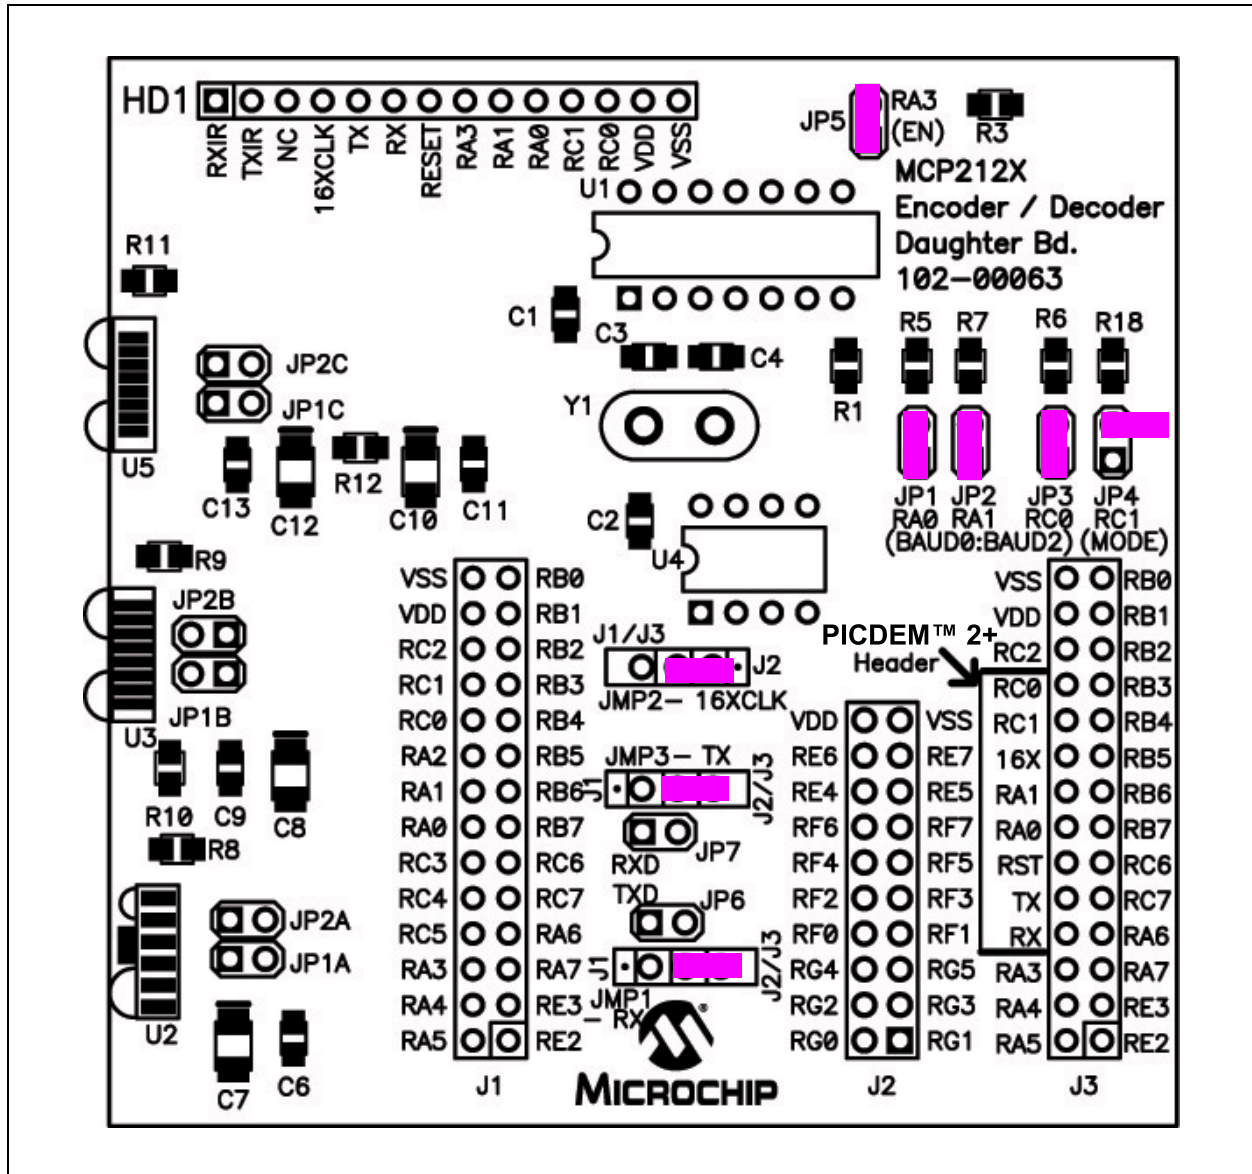 HD1
RXIR
TXIR
NC
16XCLK
TX
RX
RESET
RA3
RA1
RA0
RC1
RC0
VDD
VSS
JP5
RA3
(EN)
R3
MCP212X
Encoder / Decoder
Daughter Bd.
102-00063
U1
R11
C1
C3
C4
R5
R7
R6
R18
JP2C
JP1C
Y1
R1
U5
C13
C12
R12
C10
C11
JP1
JP2
JP3
JP4
RA0
RA1
RC0
RC1
(BAUD0:BAUD2) (MODE)
C2
U4
R9
JP2B
JP1B
U3
R10
C9
C8
R8
JP2A
JP1A
U2
C7
C6
VSS RB0
VDD RB1
RC2 RB2
RC1 RB3
RC0 RB4
RA2 RB5
RA1 RB6
RA0 RB7
RC3 RC6
RC4 RC7
RC5 RA6
RA3 RA7
RA4 RE3
RA5 RE2
J1
J1/J3
J2
JMP2- 16XCLK
JMP3- TX
J1
J2/J3
JP7
RXD
TXD
JP6
J1
J2/J3
JMP1
- RX
®
MICROCHIP
PICDEM™ 2+
Header
VDD VSS
RE6 RE7
RE4 RE5
RF6 RF7
RF4 RF5
RF2 RF3
RF0 RF1
RG4 RG5
RG2 RG3
RG0 RG1
J2
VSS RB0
VDD RB1
RC2 RB2
RC0 RB3
RC1 RB4
16X RB5
RA1 RB6
RA0 RB7
RST RC6
TX RC7
RX RA6
RA3 RA7
RA4 RE3
RA5 RE2
J3